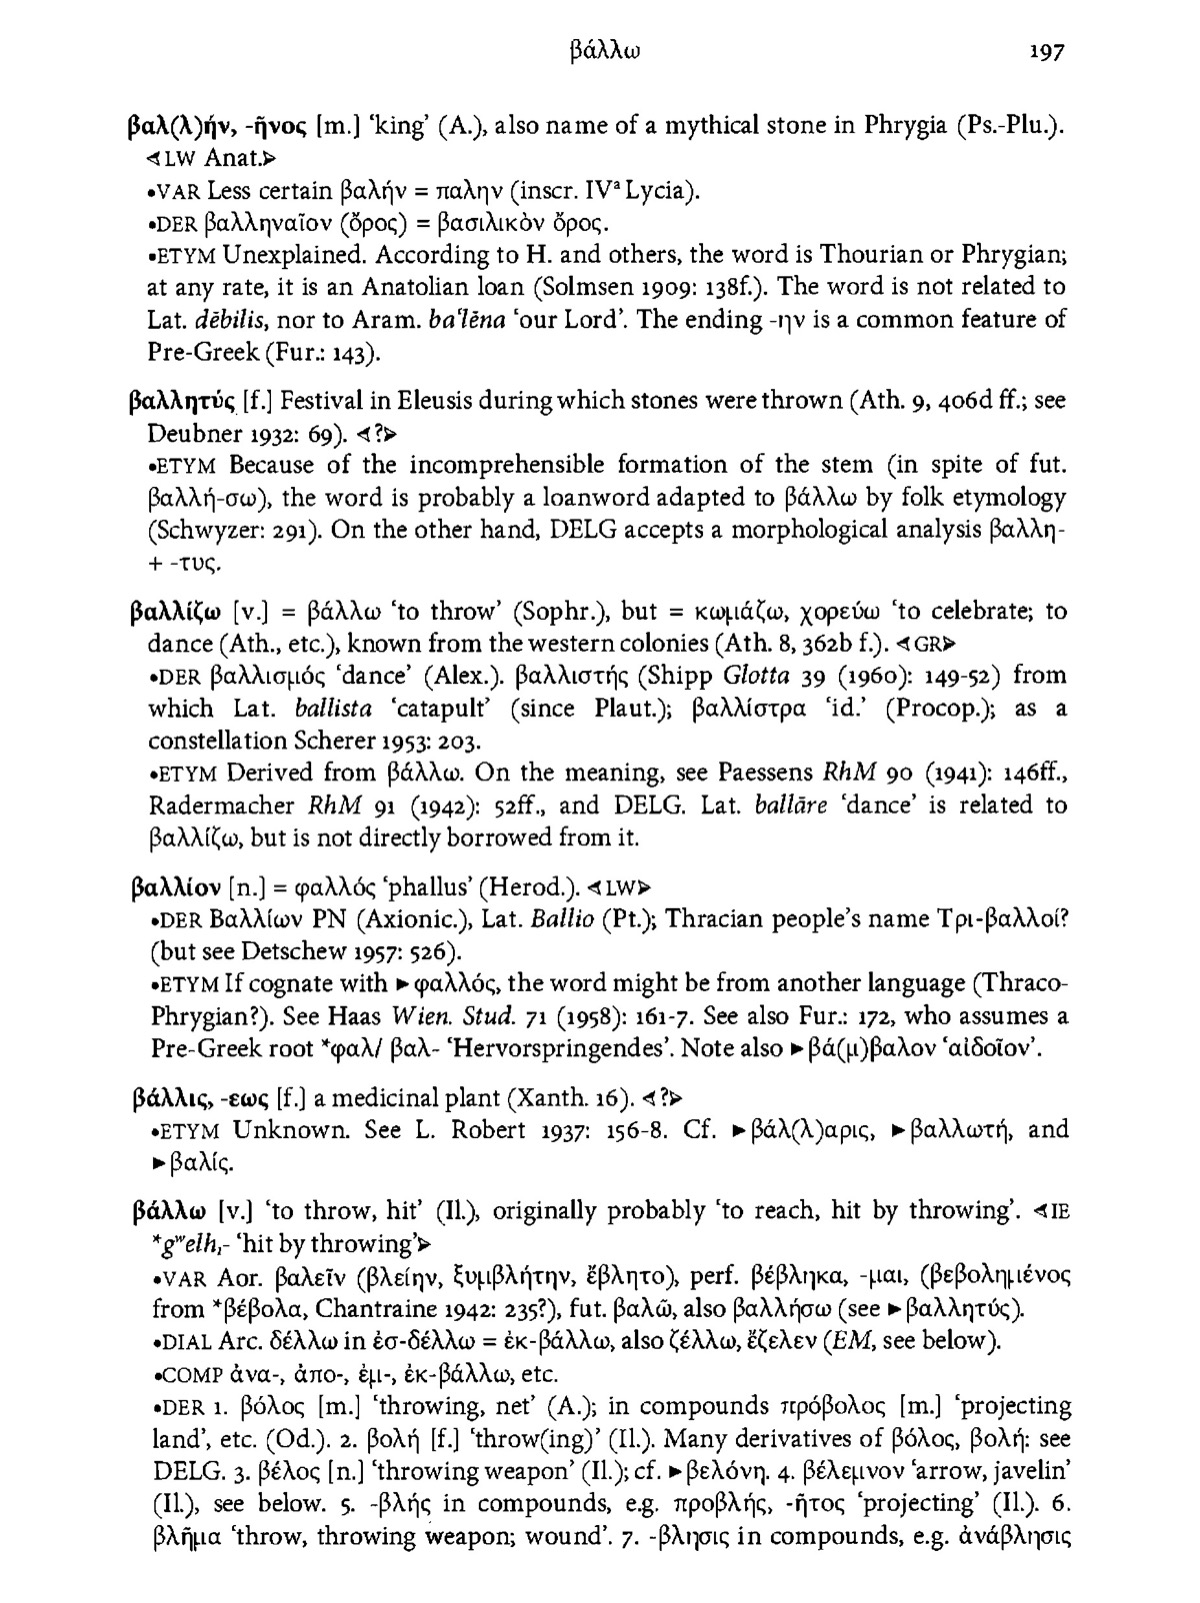 βάλλω 197
βαλ(λ)ήν, -ῆνος [m.] ‘king’ (A.), also name of a mythical stone in Phrygia (Ps.-Plu.).
⋞LW Anat.⋟
•VAR Less certain βαλήν = παλην (inscr. IVᵃ Lycia).
•DER βαλληναῖον (ὄρος) = βασιλικὸν ὄρος.
•ETYM Unexplained. According to H. and others, the word is Thourian or Phrygian;
at any rate, it is an Anatolian loan (Solmsen 1909: 138f.). The word is not related to
Lat. dēbilis, nor to Aram. baʻlēna ‘our Lord’. The ending -ην is a common feature of
Pre-Greek (Fur.: 143).
βαλλητύς [f.] Festival in Eleusis during which stones were thrown (Ath. 9, 406d ff.; see
Deubner 1932: 69). ⋞?⋟
•ETYM Because of the incomprehensible formation of the stem (in spite of fut.
βαλλή-σω), the word is probably a loanword adapted to βάλλω by folk etymology
(Schwyzer: 291). On the other hand, DELG accepts a morphological analysis βαλλη-
+ -τυς.
βαλλίζω [v.] = βάλλω ‘to throw’ (Sophr.), but = κωμάζω, χορεύω ‘to celebrate; to
dance (Ath., etc.), known from the western colonies (Ath. 8, 362b f.). ⋞GR⋟
•DER βαλλισμός ‘dance’ (Alex.). βαλλιστής (Shipp Glotta 39 (1960): 149-52) from
which Lat. ballista ‘catapult’ (since Plaut.); βαλλίστρα ‘id.’ (Procop.); as a
constellation Scherer 1953: 203.
•ETYM Derived from βάλλω. On the meaning, see Paessens RhM 90 (1941): 146ff.,
Radermacher RhM 91 (1942): 52ff., and DELG. Lat. ballāre ‘dance’ is related to
βαλλίζω, but is not directly borrowed from it.
βαλλίον [n.] = φαλλός ‘phallus’ (Herod.). ⋞LW⋟
•DER Βαλλίων PN (Axionic.), Lat. Ballio (Pt.); Thracian people’s name Τρι-βαλλοί?
(but see Detschew 1957: 526).
•ETYM If cognate with ►φαλλός, the word might be from another language (Thraco-
Phrygian?). See Haas Wien. Stud. 71 (1958): 161-7. See also Fur.: 172, who assumes a
Pre-Greek root *φαλ/ βαλ- ‘Hervorspringendes’. Note also ►βά(μ)βαλον ‘αἰδοῖον’.
βάλλις, -εως [f.] a medicinal plant (Xanth. 16). ⋞?⋟
•ETYM Unknown. See L. Robert 1937: 156-8. Cf. ►βάλ(λ)αρις, ►βαλλωτή, and
►βαλίς.
βάλλω [v.] ‘to throw, hit’ (Il.), originally probably ‘to reach, hit by throwing’. ⋞IE
*gʷelh₁- ‘hit by throwing’⋟
•VAR Aor. βαλεῖν (βλείην, ξυμβλήτην, ἔβλητο), perf. βέβληκα, -μαι, (βεβολημένος
from *βέβολα, Chantraine 1942: 235?), fut. βαλῶ, also βαλλήσω (see ►βαλλητύς).
•DIAL Arc. δέλλω in ἐσ-δέλλω = ἐκ-βάλλω, also ζέλλω, ἔζελεν (EM, see below).
•COMP ἀνα-, ἀπο-, ἐμ-, ἐκ-βάλλω, etc.
•DER 1. βόλος [m.] ‘throwing, net’ (A.); in compounds πρόβολος [m.] ‘projecting
land’, etc. (Od.). 2. βολή [f.] ‘throw(ing)’ (Il.). Many derivatives of βόλος, βολή: see
DELG. 3. βέλος [n.] ‘throwing weapon’ (Il.); cf. ►βελόνη. 4. βέλεμνον ‘arrow, javelin’
(Il.), see below. 5. -βλής in compounds, e.g. προβλής, -ῆτος ‘projecting’ (Il.). 6.
βλῆμα ‘throw, throwing weapon; wound’. 7. -βλησις in compounds, e.g. ἀνάβλησις